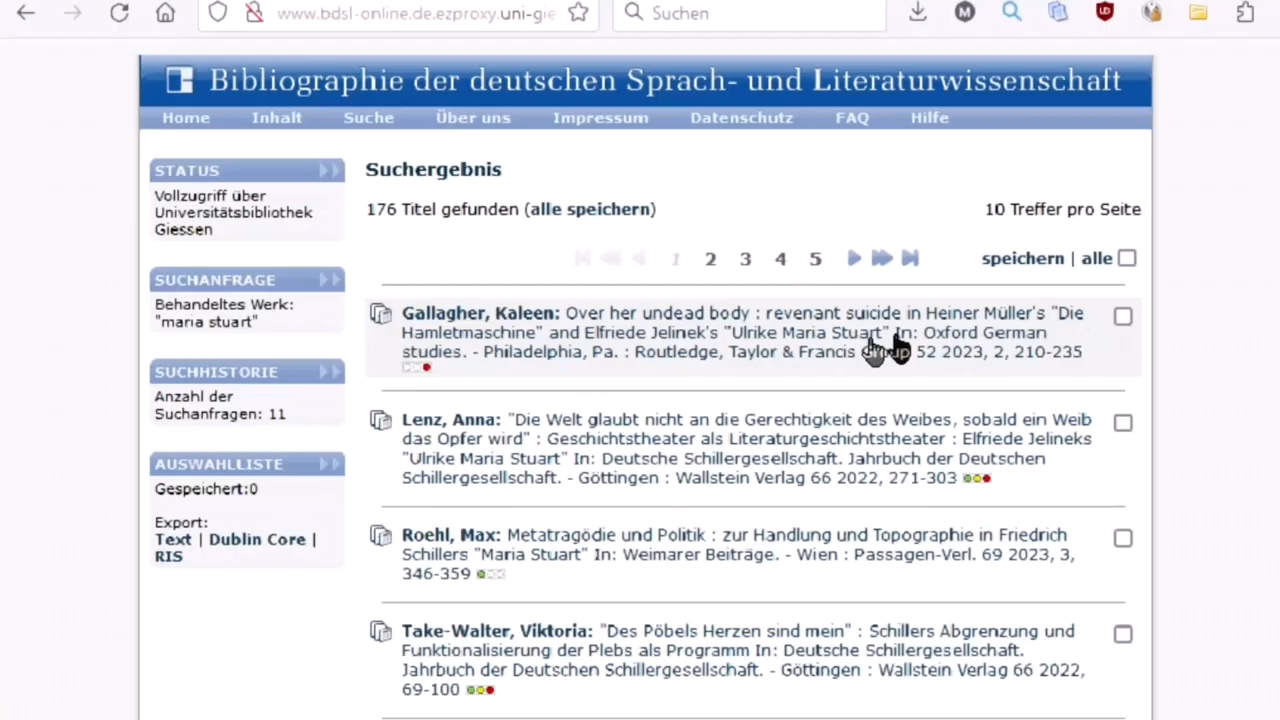 www.bdsl-online.de.ezproxy.uni-gie
Suchen
Bibliographie der deutschen Sprach- und Literaturwissenschaft
Home Inhalt Suche Über uns Impressum Datenschutz FAQ Hilfe
STATUS
Vollzugriff über
Universitätsbibliothek
Giessen
SUCHANFRAGE
Behandeltes Werk:
"maria stuart"
SUCHHISTORIE
Anzahl der
Suchanfragen: 11
AUSWAHLLISTE
Gespeichert:0
Export:
Text | Dublin Core |
RIS
Suchergebnis
176 Titel gefunden (alle speichern) 10 Treffer pro Seite
1 2 3 4 5 speichern | alle
Gallagher, Kaleen: Over her undead body : revenant suicide in Heiner Müller's "Die
Hamletmaschine" and Elfriede Jelinek's "Ulrike Maria Stuart" In: Oxford German
studies. - Philadelphia, Pa. : Routledge, Taylor & Francis Group 52 2023, 2, 210-235
Lenz, Anna: "Die Welt glaubt nicht an die Gerechtigkeit des Weibes, sobald ein Weib
das Opfer wird" : Geschichtstheater als Literaturgeschichtstheater : Elfriede Jelineks
"Ulrike Maria Stuart" In: Deutsche Schillergesellschaft. Jahrbuch der Deutschen
Schillergesellschaft. - Göttingen : Wallstein Verlag 66 2022, 271-303
Roehl, Max: Metatragödie und Politik : zur Handlung und Topographie in Friedrich
Schillers "Maria Stuart" In: Weimarer Beiträge. - Wien : Passagen-Verl. 69 2023, 3,
346-359
Take-Walter, Viktoria: "Des Pöbels Herzen sind mein" : Schillers Abgrenzung und
Funktionalisierung der Plebs als Programm In: Deutsche Schillergesellschaft.
Jahrbuch der Deutschen Schillergesellschaft. - Göttingen : Wallstein Verlag 66 2022,
69-100